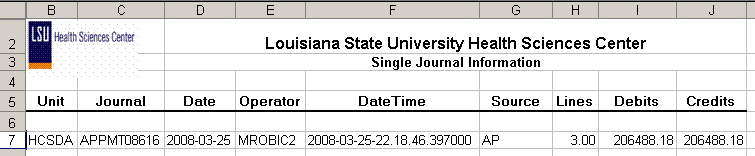 B C D E F G H I J
LSU Health Sciences Center
2 Louisiana State University Health Sciences Center
3 Single Journal Information
4
5 Unit Journal Date Operator DateTime Source Lines Debits Credits
6
7 HCSDA APPMT08616 2008-03-25 MROBIC2 2008-03-25-22.18.46.397000 AP 3.00 206488.18 206488.18